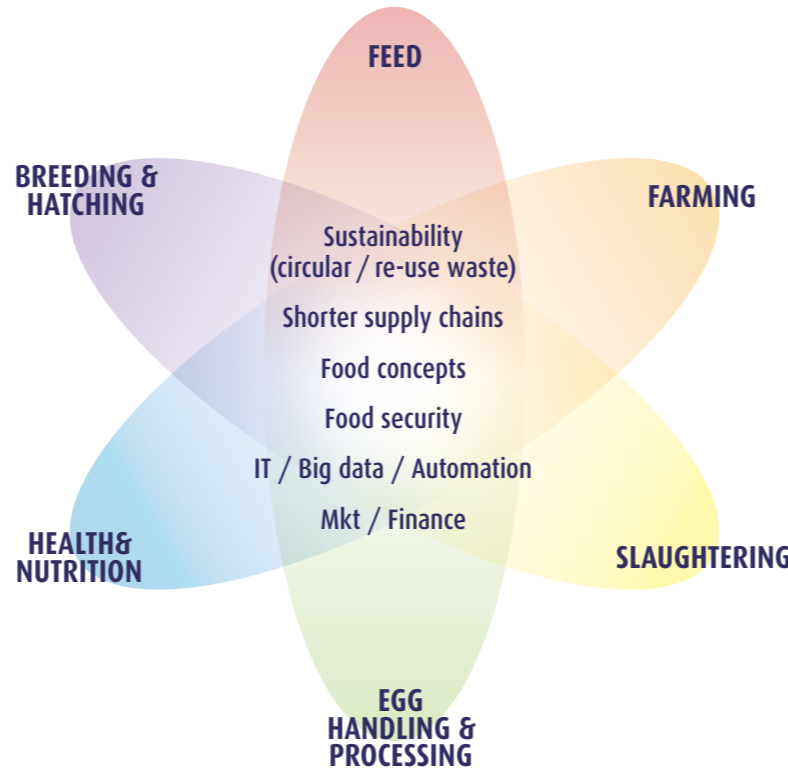 FEED
BREEDING &
HATCHING
FARMING
Sustainability
(circular / re-use waste)
Shorter supply chains
Food concepts
Food security
IT / Big data / Automation
Mkt / Finance
HEALTH&
NUTRITION
SLAUGHTERING
EGG
HANDLING &
PROCESSING